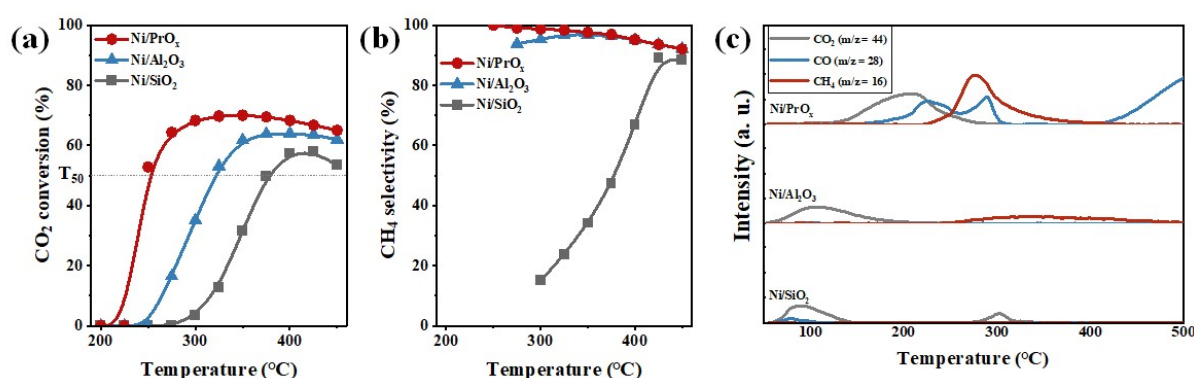 (a)
Ni/PrOₓ
Ni/Al₂O₃
Ni/SiO₂
100
80
60
T₅₀
40
20
0
CO₂ conversion (%)
200 300 400
Temperature (°C)
(b)
Ni/PrOₓ
Ni/Al₂O₃
Ni/SiO₂
100
80
60
40
20
0
CH₄ selectivity (%)
200 300 400
Temperature (°C)
(c)
CO₂ (m/z = 44)
CO (m/z = 28)
CH₄ (m/z = 16)
Ni/PrOₓ
Ni/Al₂O₃
Ni/SiO₂
Intensity (a. u.)
100 200 300 400 500
Temperature (°C)